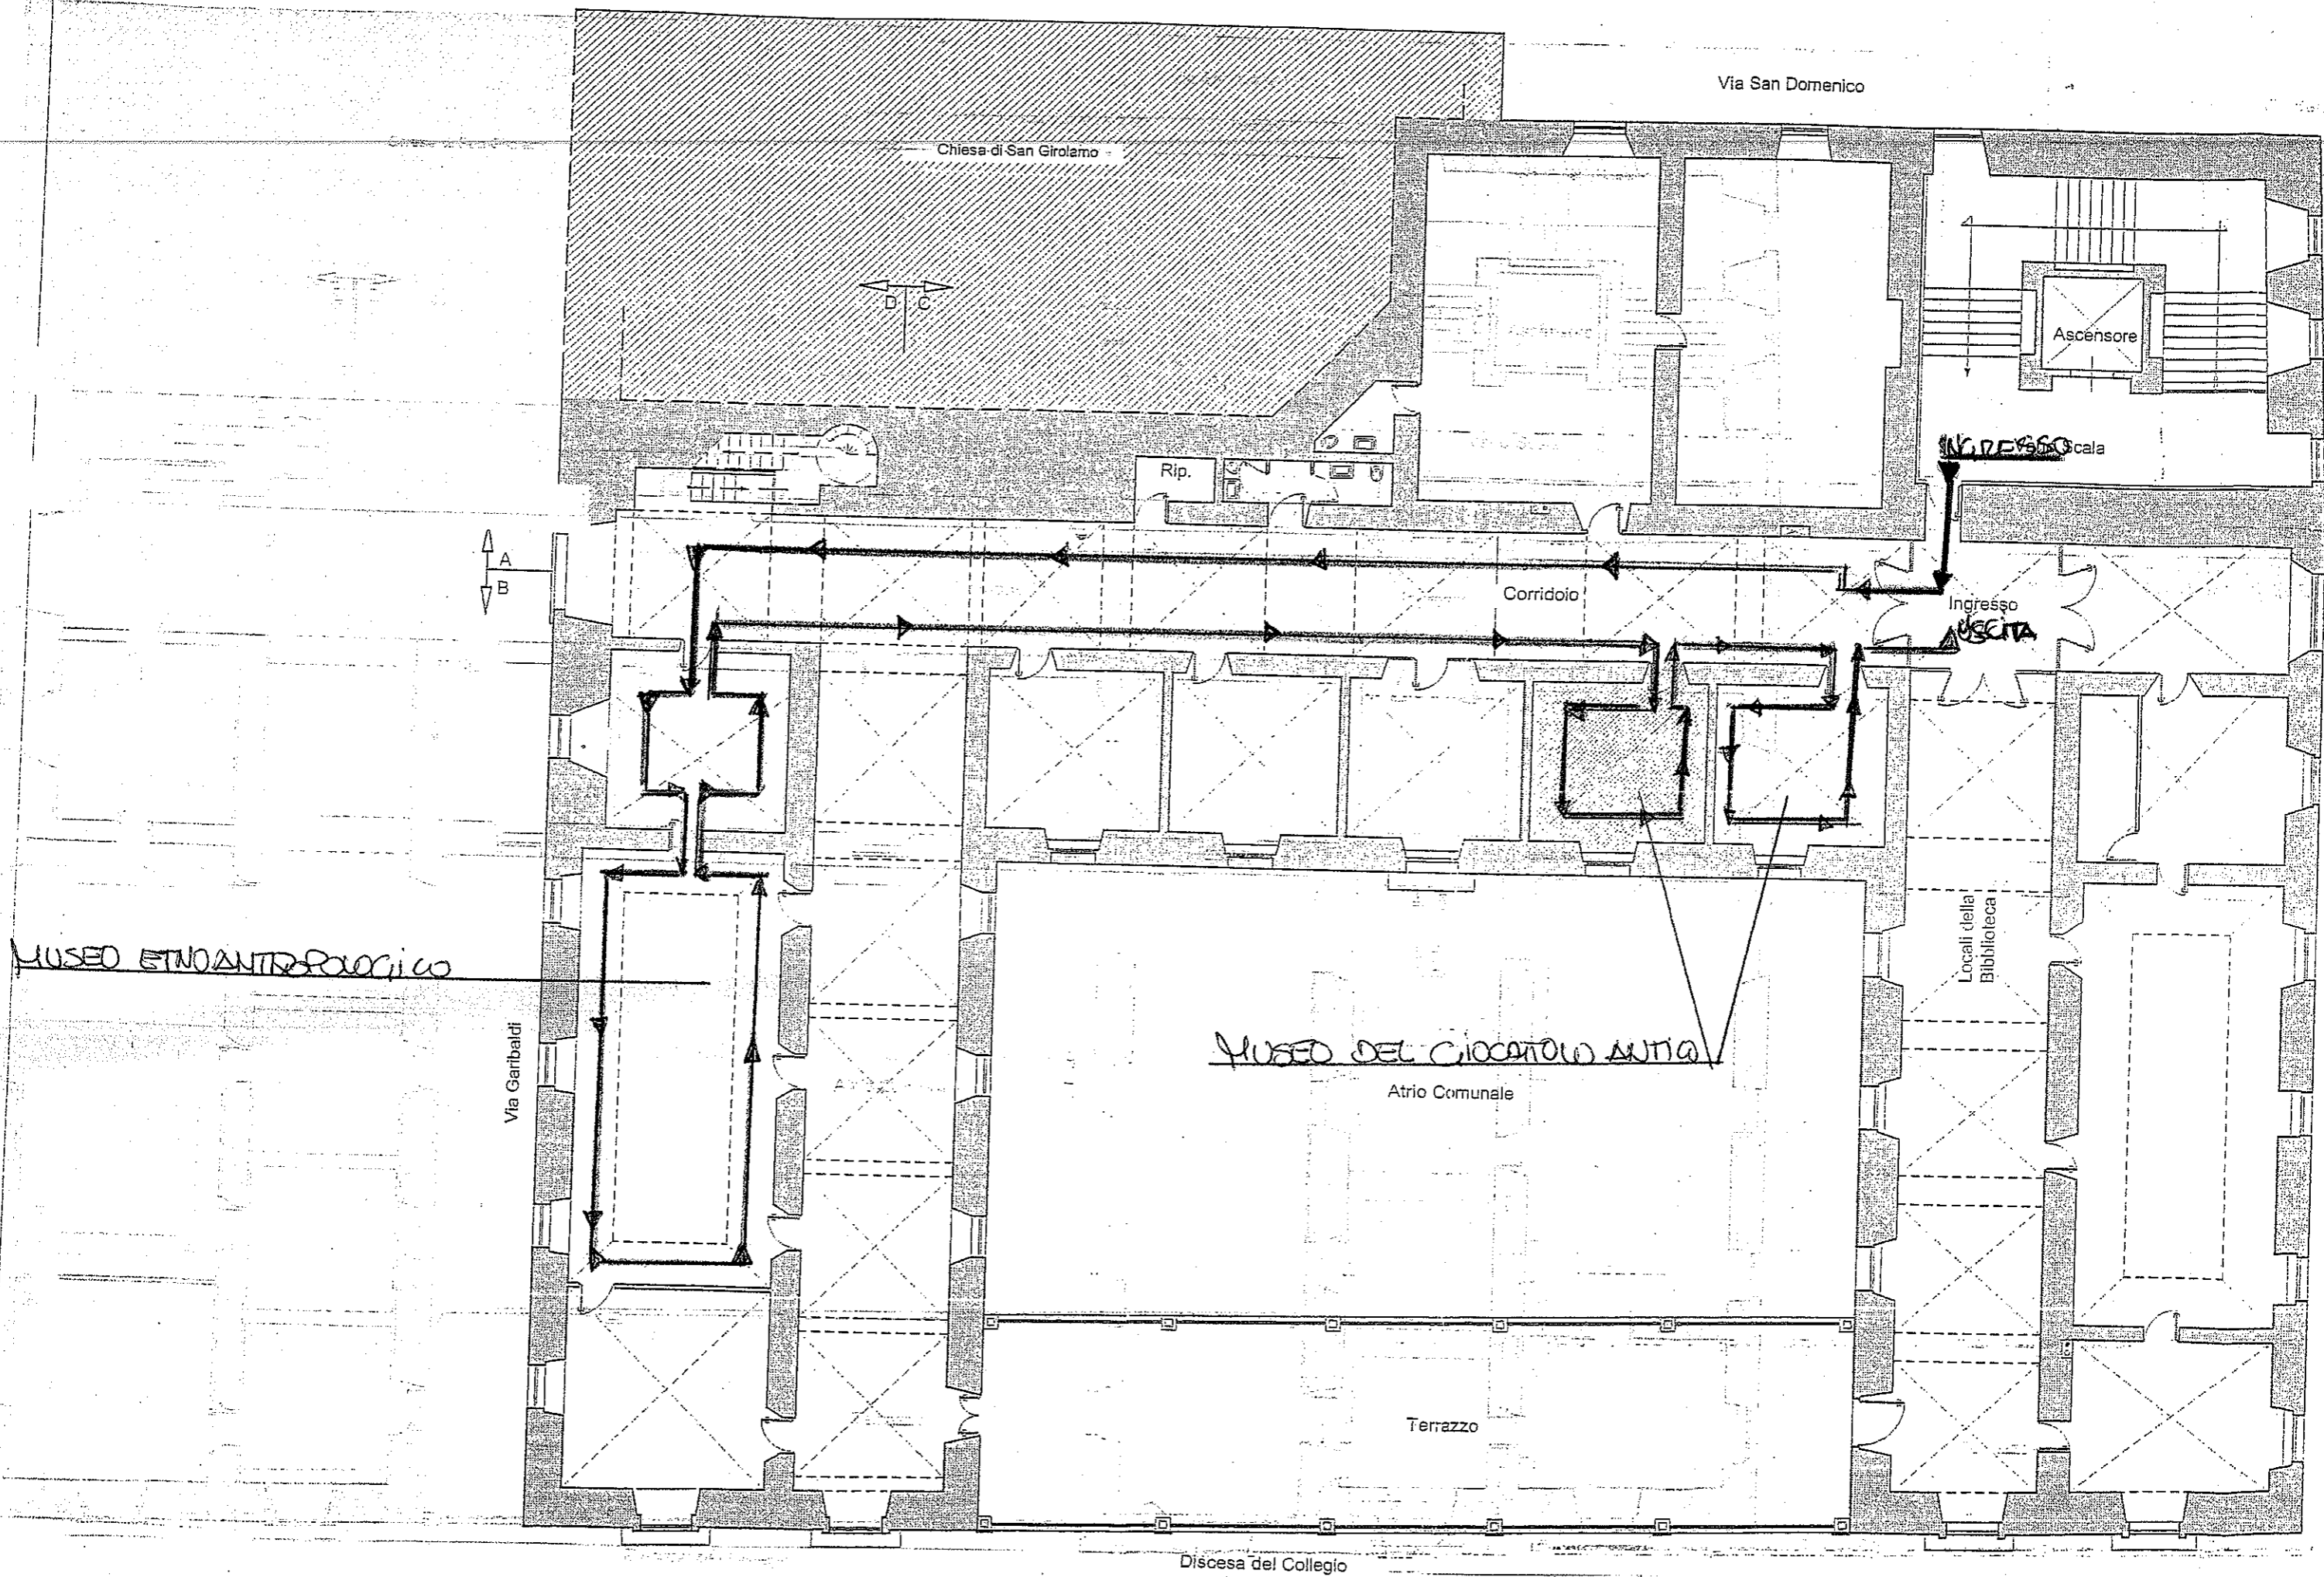 Via San Domenico
Chiesa di San Girolamo
D C
Ascensore
INGRESSO
Scala
Rip.
A
B
Corridoio
Ingresso
USCITA
Locali della
Bibblioteca
MUSEO ETNOANTROPOLOGICO
Via Garibaldi
MUSEO DEL GIOCATTOLO ANTICO
Atrio Comunale
Terrazzo
Discesa del Collegio